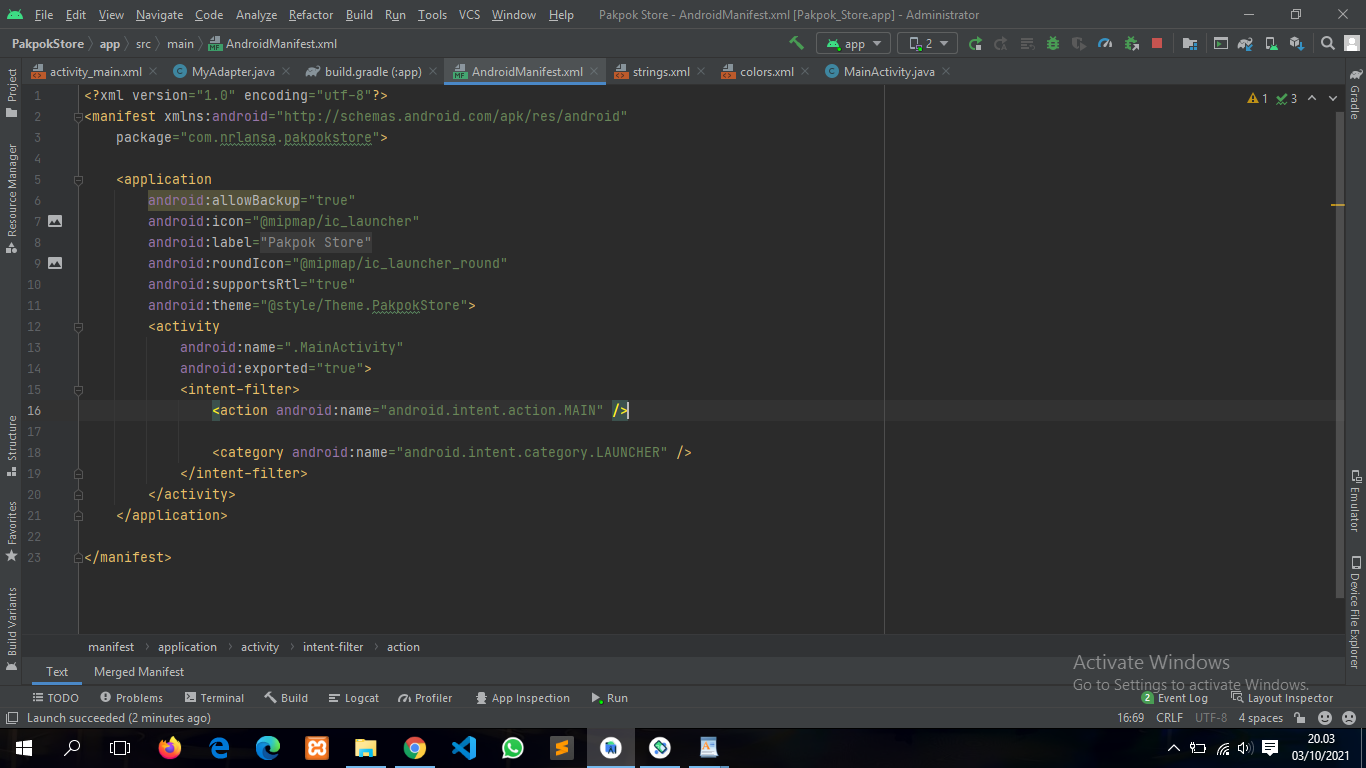 File Edit View Navigate Code Analyze Refactor Build Run Tools VCS Window Help Pakpok Store - AndroidManifest.xml [Pakpok_Store.app] - Administrator
PakpokStore app src main AndroidManifest.xml app 2
activity_main.xml MyAdapter.java build.gradle (:app) AndroidManifest.xml strings.xml colors.xml MainActivity.java
Project
Resource Manager
Structure
Favorites
Build Variants
1 <?xml version="1.0" encoding="utf-8"?>
2 <manifest xmlns:android="http://schemas.android.com/apk/res/android"
3 package="com.nrlansa.pakpokstore">
4
5 <application
6 android:allowBackup="true"
7 android:icon="@mipmap/ic_launcher"
8 android:label="Pakpok Store"
9 android:roundIcon="@mipmap/ic_launcher_round"
10 android:supportsRtl="true"
11 android:theme="@style/Theme.PakpokStore">
12 <activity
13 android:name=".MainActivity"
14 android:exported="true">
15 <intent-filter>
16 <action android:name="android.intent.action.MAIN" />
17
18 <category android:name="android.intent.category.LAUNCHER" />
19 </intent-filter>
20 </activity>
21 </application>
22
23 </manifest>
1 3
Gradle
Emulator
Device File Explorer
manifest application activity intent-filter action
Text Merged Manifest
Activate Windows
Go to Settings to activate Windows.
TODO Problems Terminal Build Logcat Profiler App Inspection Run 2 Event Log Layout Inspector
Launch succeeded (2 minutes ago) 16:69 CRLF UTF-8 4 spaces
20.03
03/10/2021